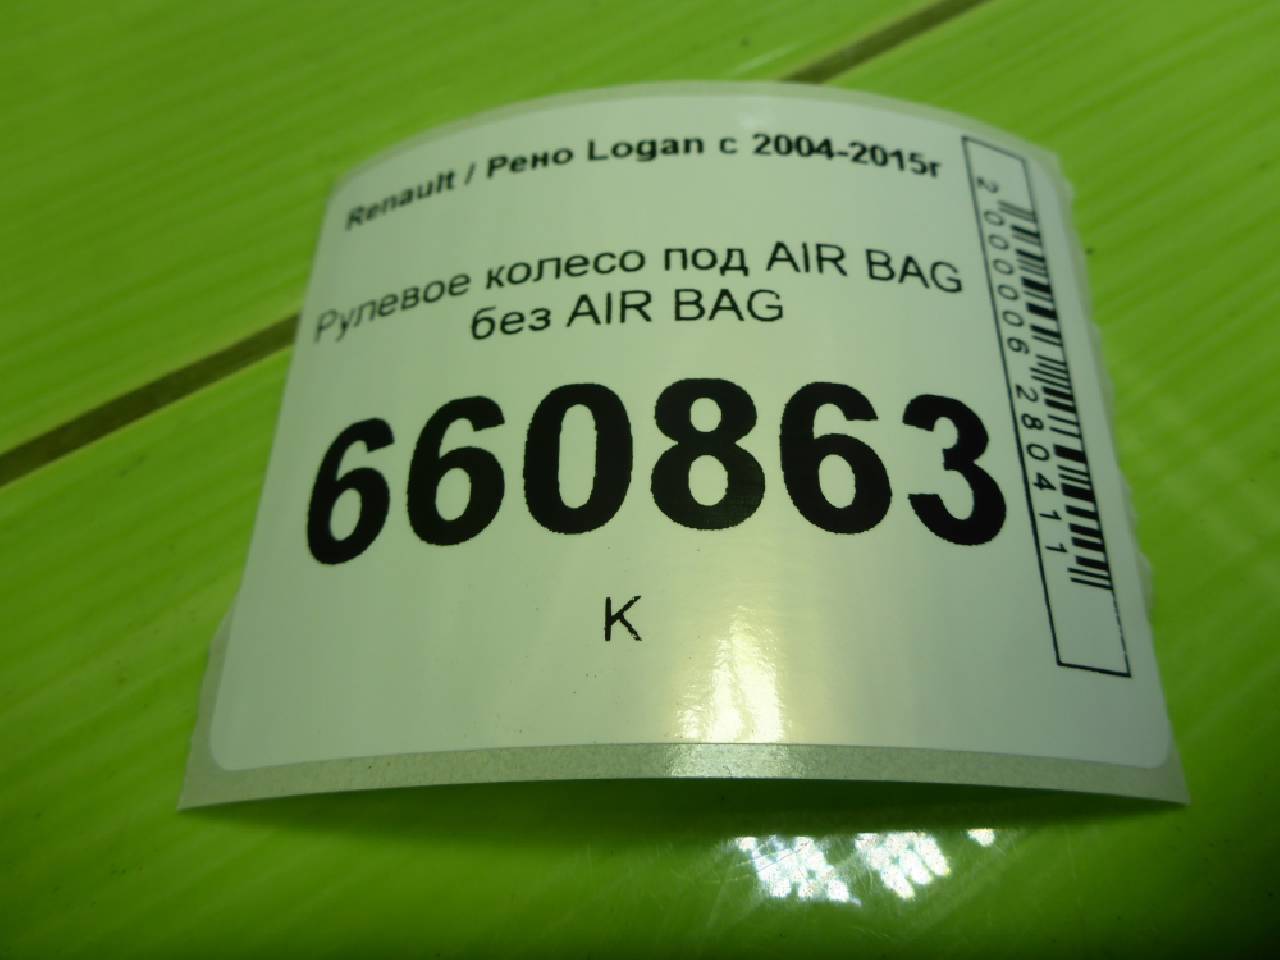 Renault / Рено Logan с 2004-2015г
Рулевое колесо под AIR BAG
без AIR BAG
660863
К
2000006280411